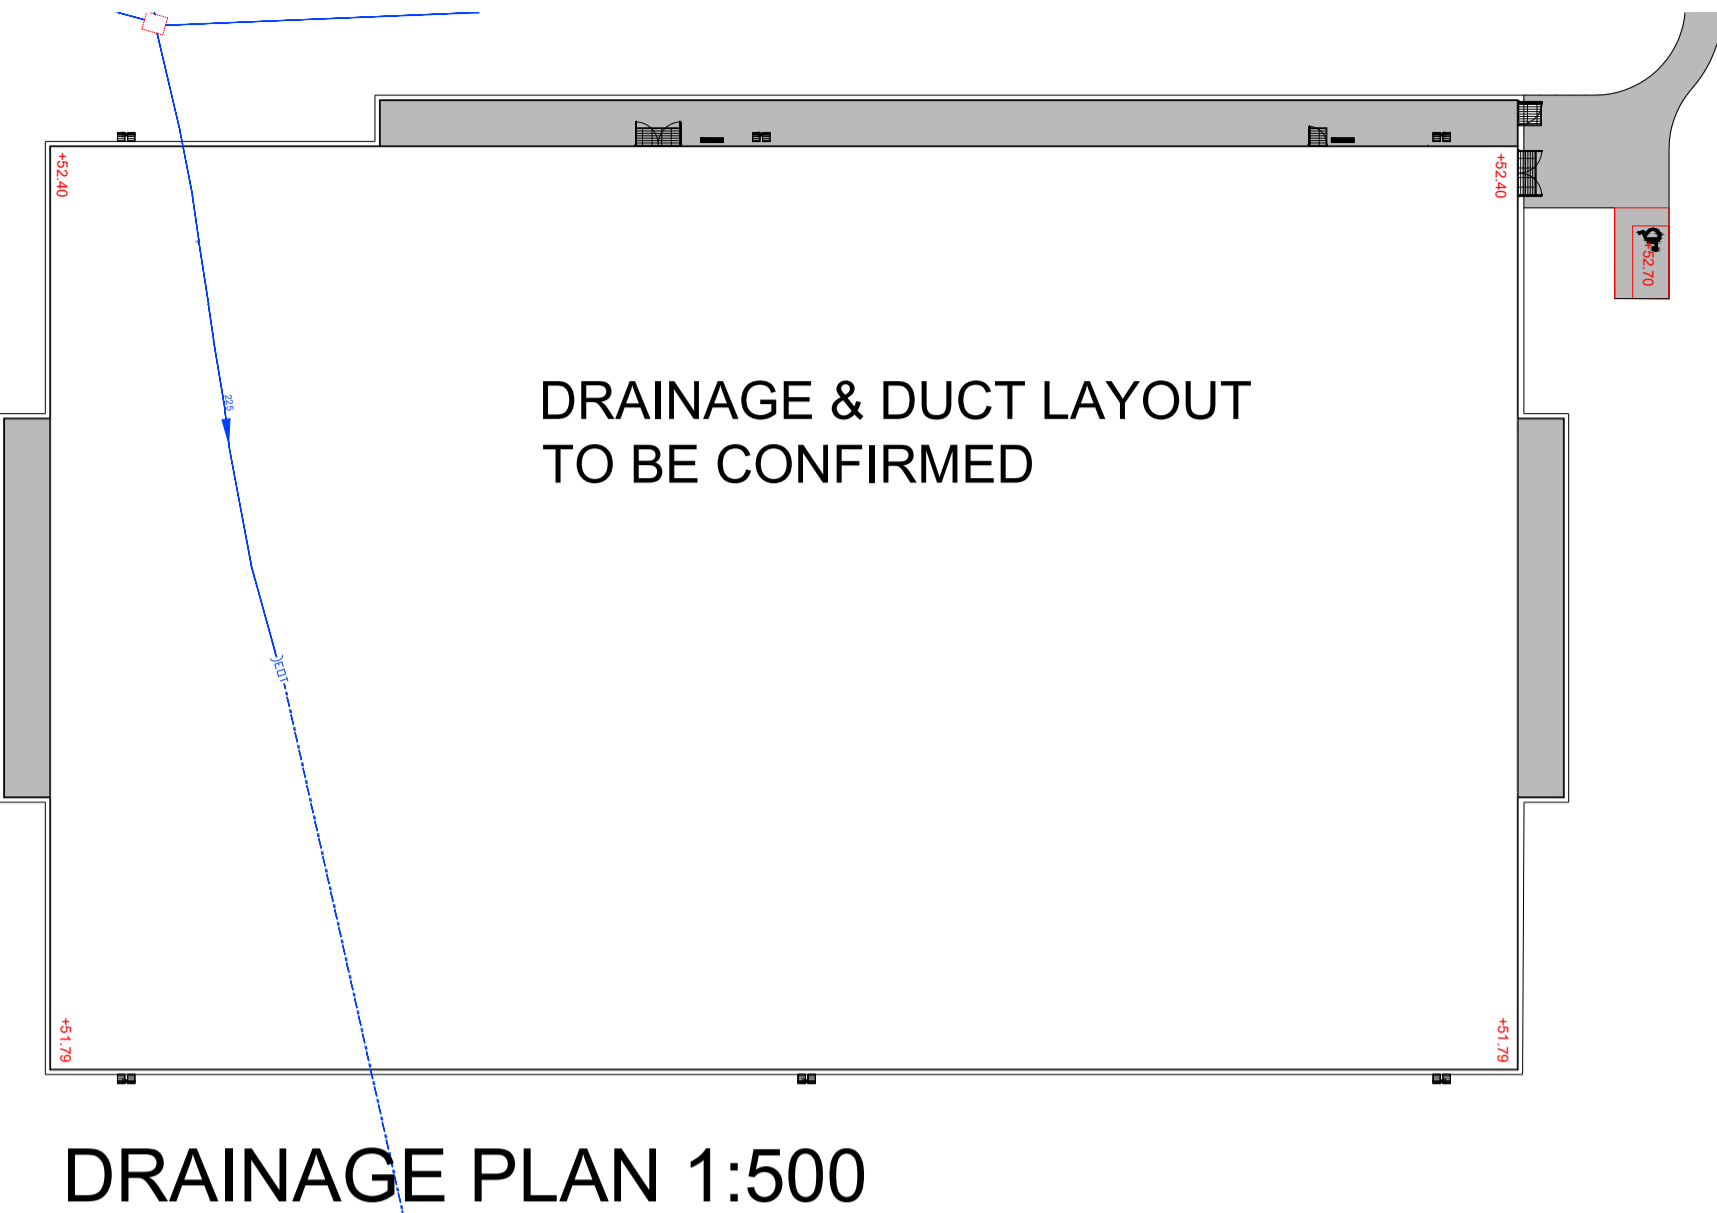 +52.40
+52.40
+52.70
DRAINAGE & DUCT LAYOUT
TO BE CONFIRMED
225
)EOT
+51.79
+51.79
DRAINAGE PLAN 1:500